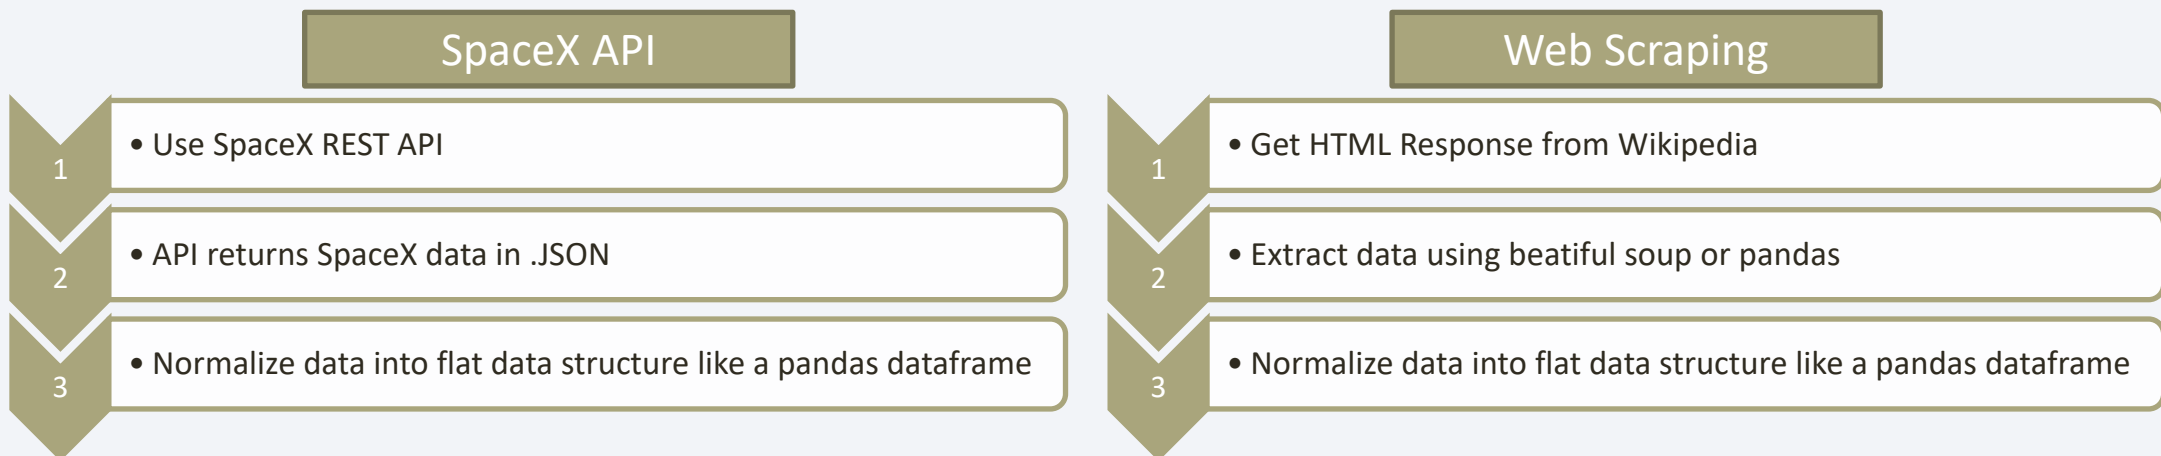 SpaceX API
1
• Use SpaceX REST API
2
• API returns SpaceX data in .JSON
3
• Normalize data into flat data structure like a pandas dataframe
Web Scraping
1
• Get HTML Response from Wikipedia
2
• Extract data using beatiful soup or pandas
3
• Normalize data into flat data structure like a pandas dataframe